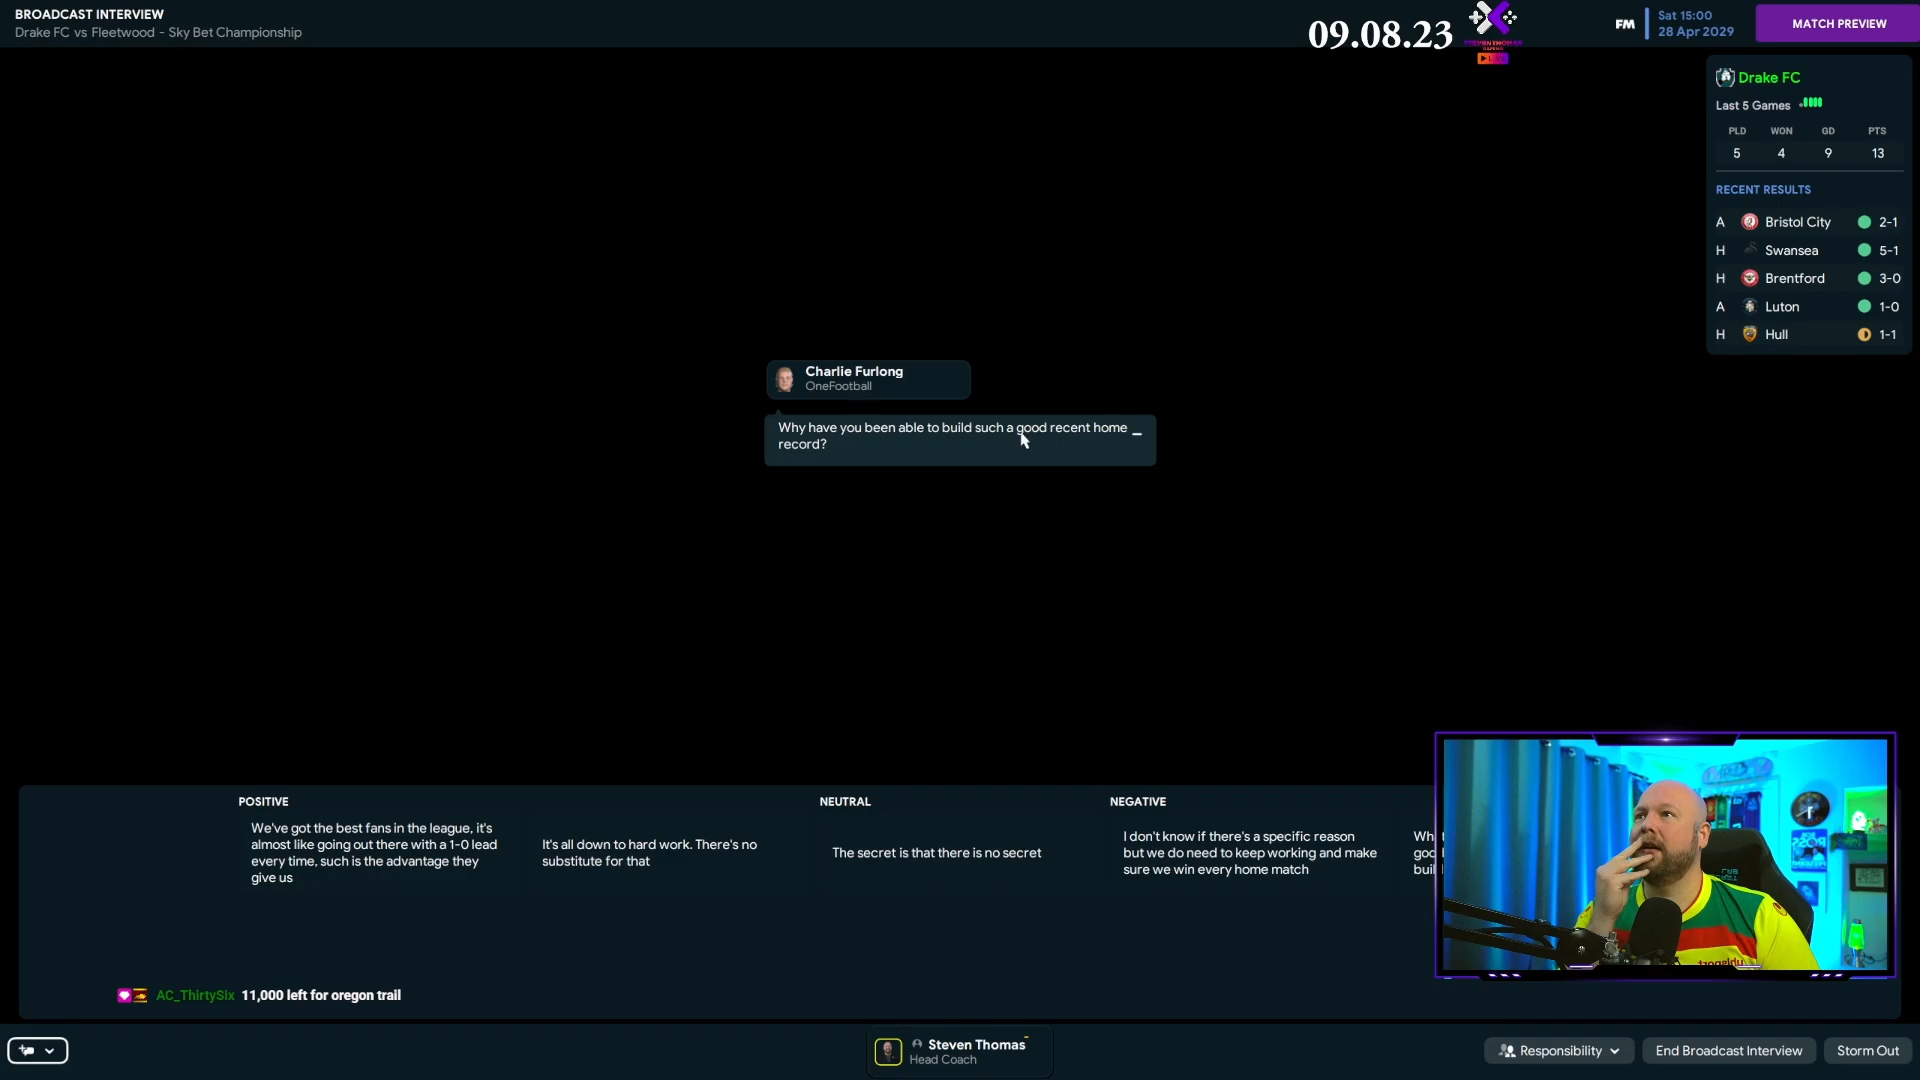 BROADCAST INTERVIEW
Drake FC vs Fleetwood - Sky Bet Championship
09.08.23
FM
Sat 15:00
28 Apr 2029
MATCH PREVIEW
Drake FC
Last 5 Games
PLD WON GD PTS
5 4 9 13
RECENT RESULTS
A Bristol City 2-1
H Swansea 5-1
H Brentford 3-0
A Luton 1-0
H Hull 1-1
Charlie Furlong
OneFootball
Why have you been able to build such a good recent home
record?
POSITIVE
We've got the best fans in the league, it's
almost like going out there with a 1-0 lead
every time, such is the advantage they
give us
It's all down to hard work. There's no
substitute for that
NEUTRAL
The secret is that there is no secret
NEGATIVE
I don't know if there's a specific reason
but we do need to keep working and make
sure we win every home match
AC_ThirtySix 11,000 left for oregon trail
Steven Thomas
Head Coach
Responsibility
End Broadcast Interview
Storm Out